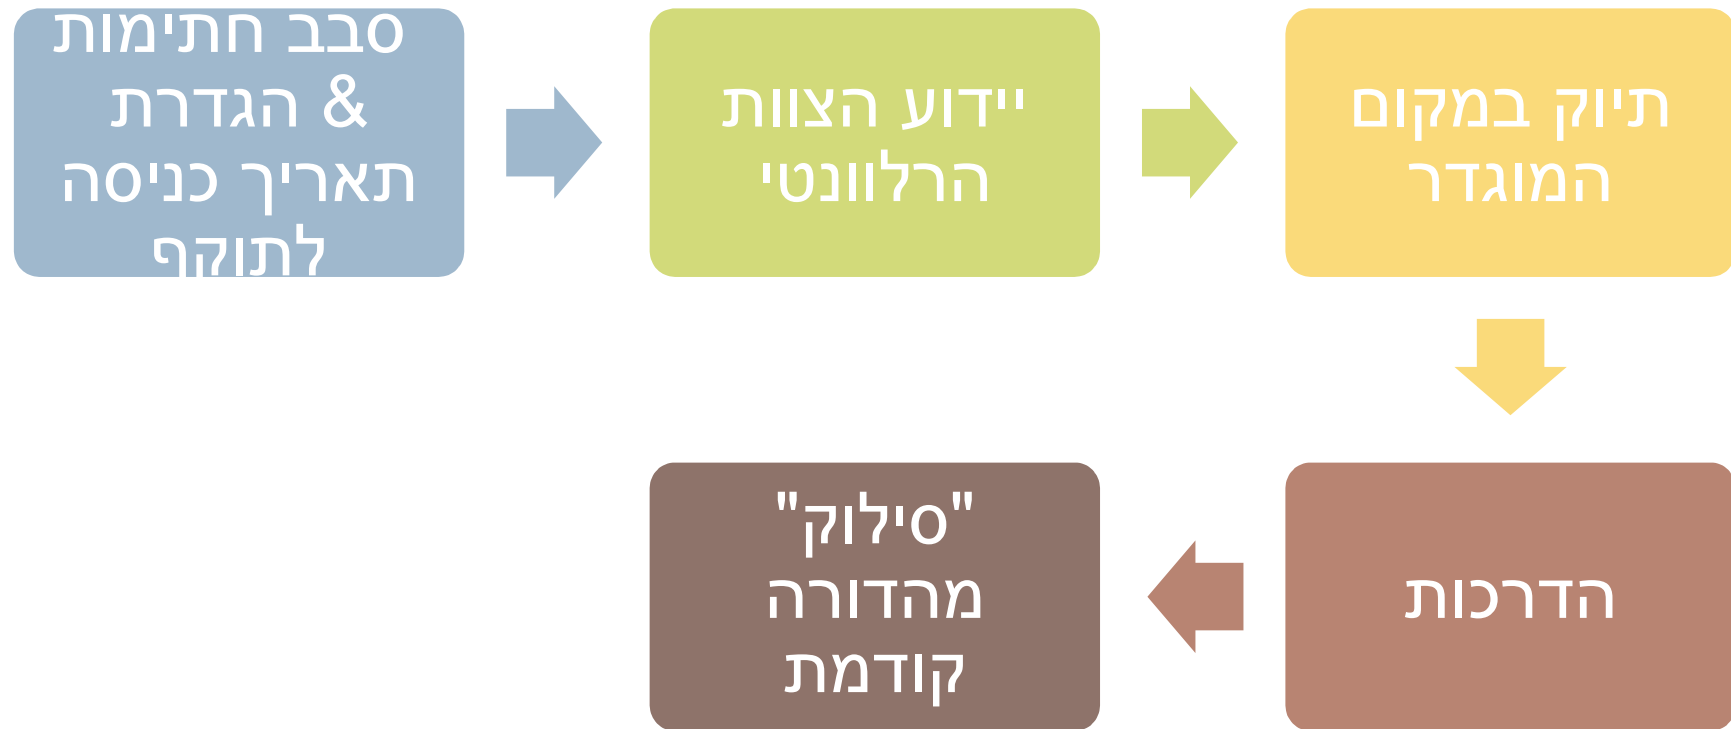 סבב חתימות
& הגדרת
תאריך כניסה
לתוקף
יידוע הצוות
הרלוונטי
תיוק במקום
המוגדר
הדרכות
"סילוק"
מהדורה
קודמת